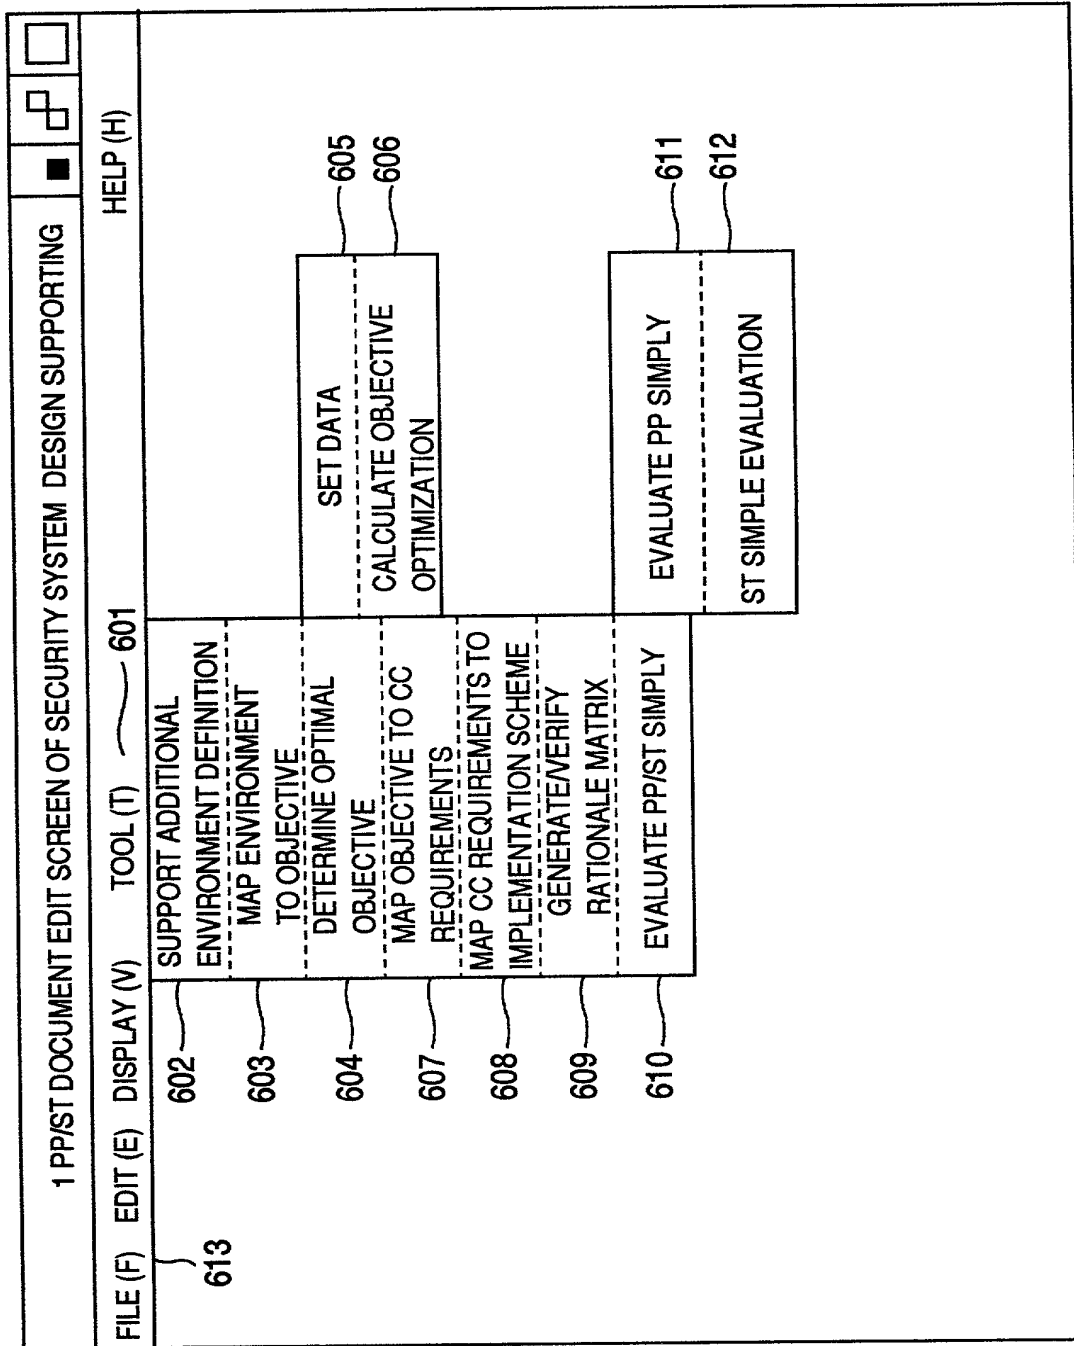 1 PP/ST DOCUMENT EDIT SCREEN OF SECURITY SYSTEM DESIGN SUPPORTING
FILE (F) EDIT (E) DISPLAY (V) TOOL (T) 601 HELP (H)
613
602
SUPPORT ADDITIONAL
ENVIRONMENT DEFINITION
603
MAP ENVIRONMENT
TO OBJECTIVE
604
DETERMINE OPTIMAL
OBJECTIVE
SET DATA
605
CALCULATE OBJECTIVE
OPTIMIZATION
606
607
MAP OBJECTIVE TO CC
REQUIREMENTS
608
MAP CC REQUIREMENTS TO
IMPLEMENTATION SCHEME
609
GENERATE/VERIFY
RATIONALE MATRIX
610
EVALUATE PP/ST SIMPLY
EVALUATE PP SIMPLY
611
ST SIMPLE EVALUATION
612